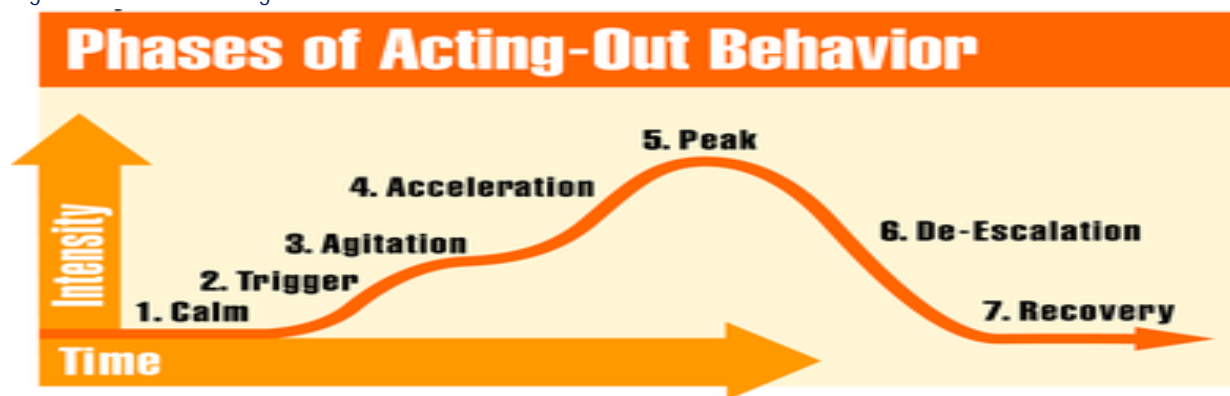 Phases of Acting-Out Behavior
5. Peak
4. Acceleration
3. Agitation
6. De-Escalation
2. Trigger
1. Calm
7. Recovery
Intensity
Time